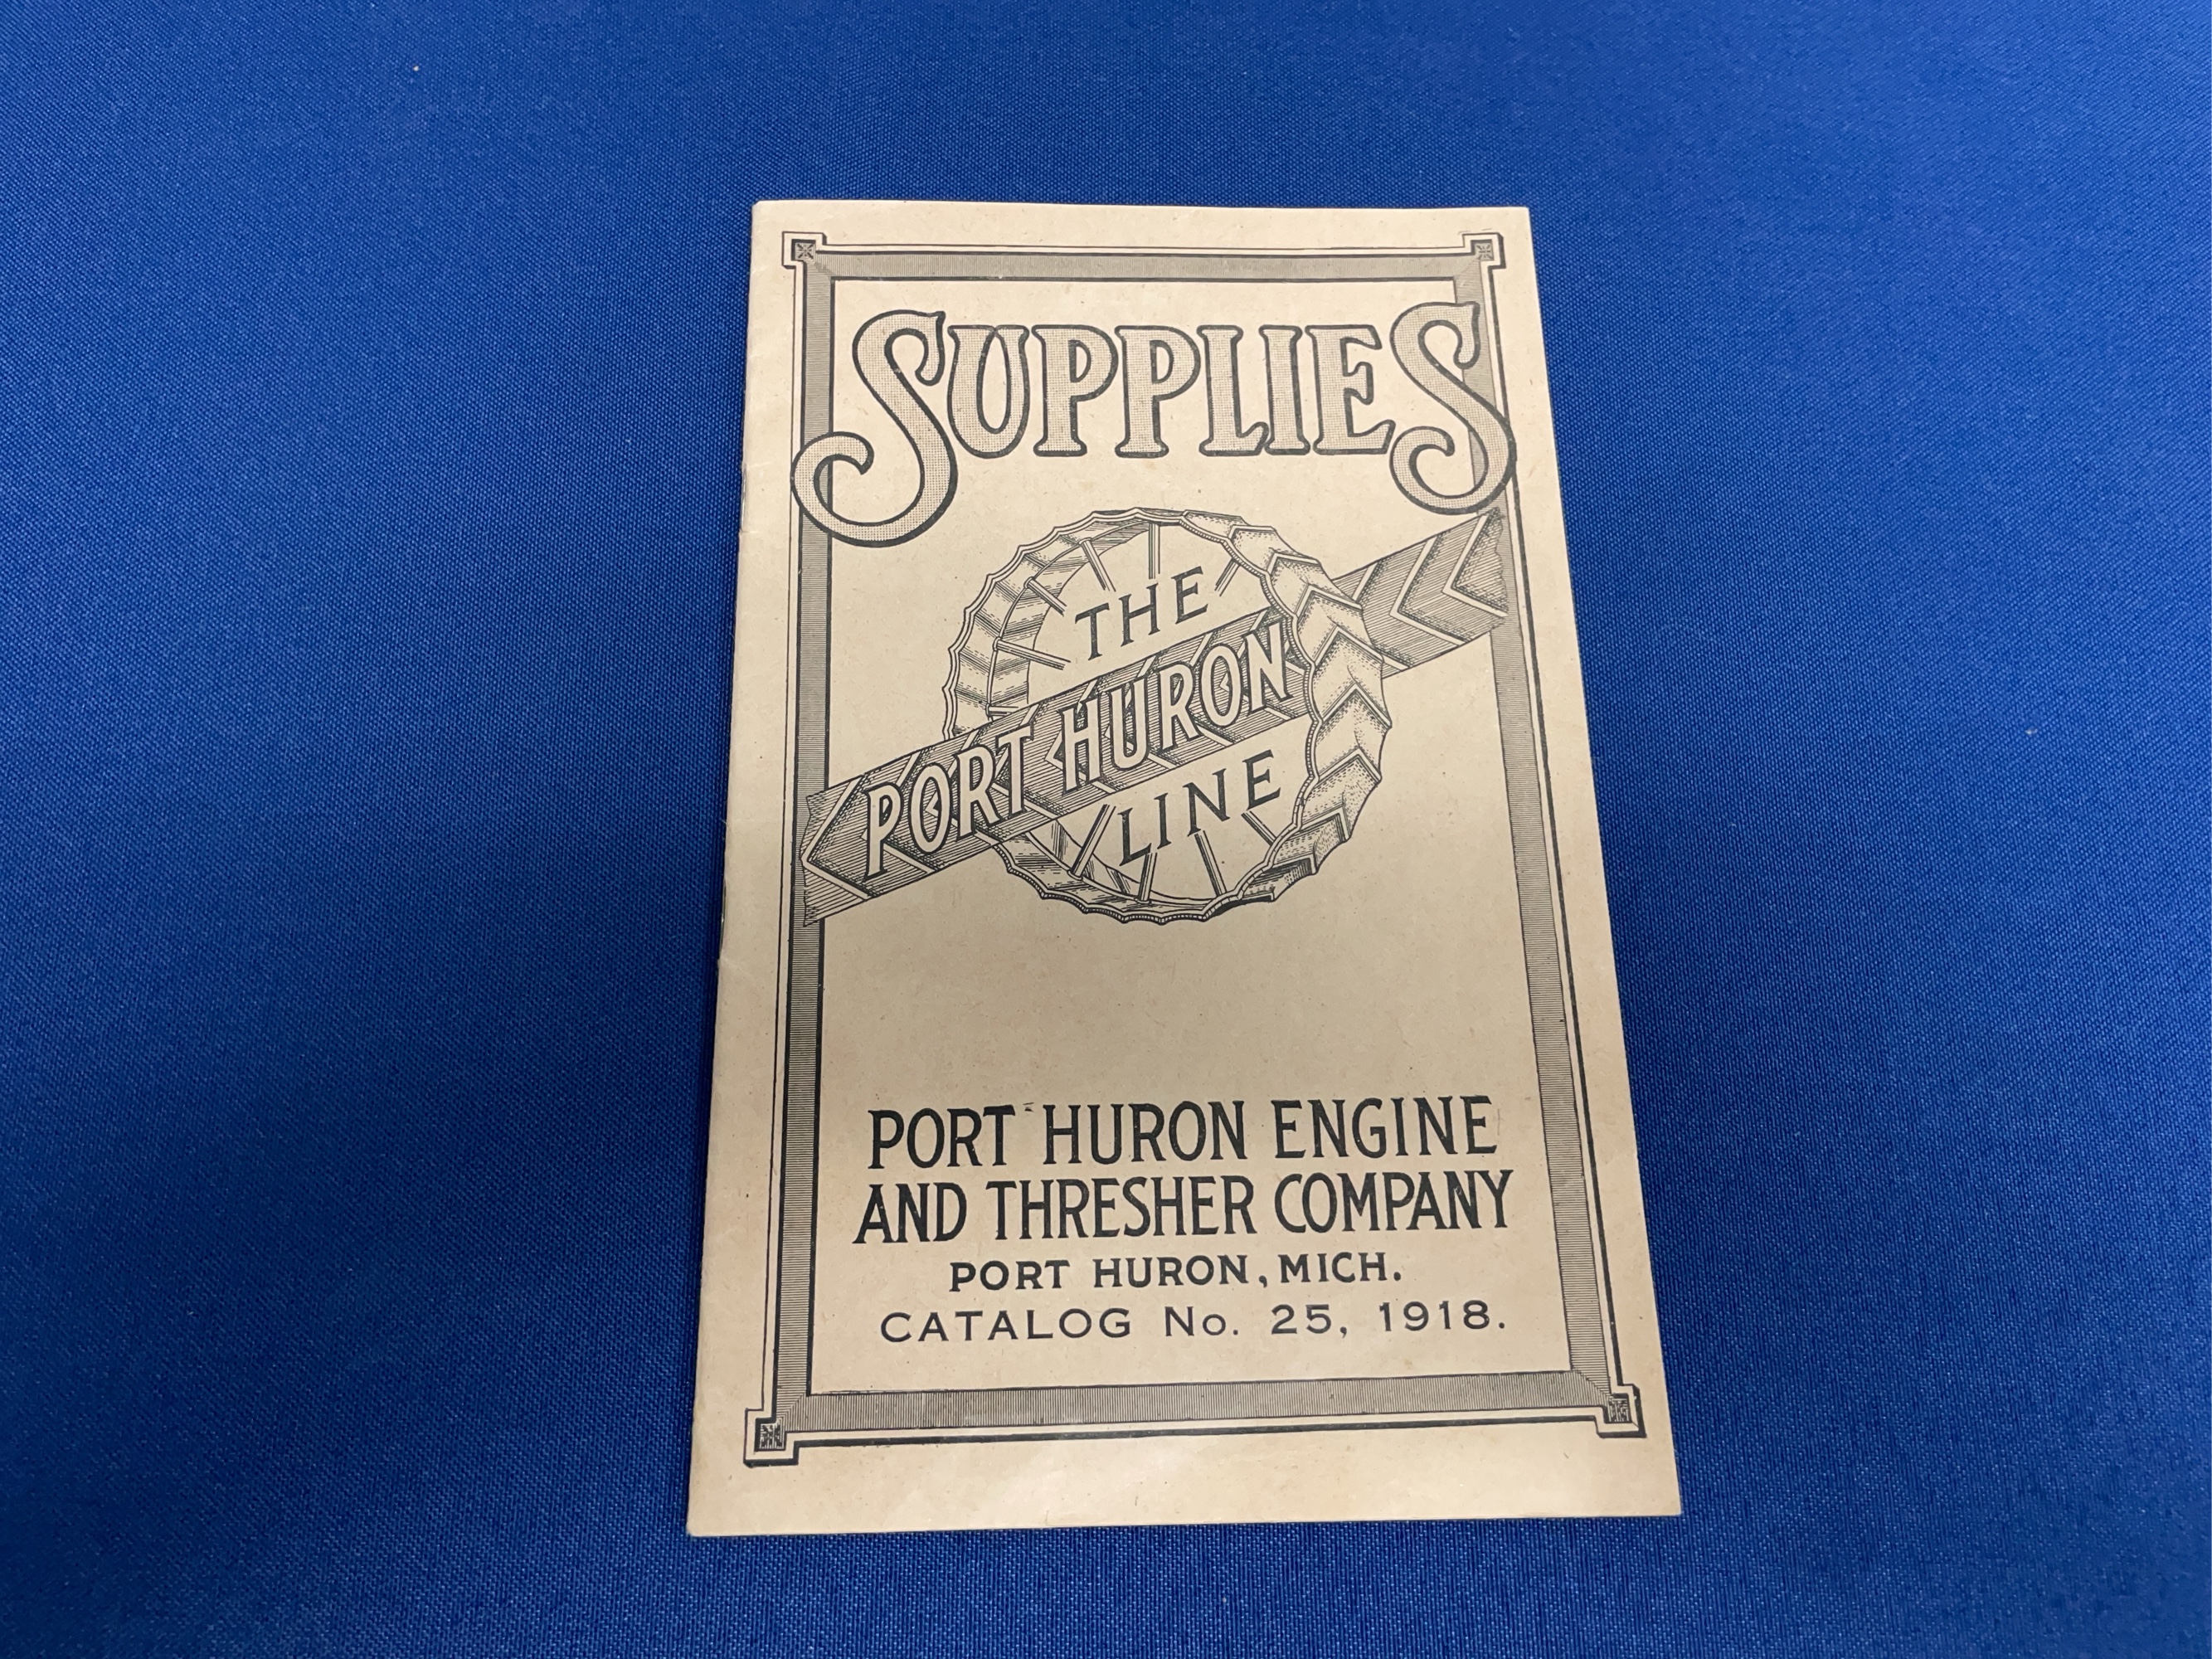 SUPPLIES
THE
PORT HURON
LINE
PORT HURON ENGINE
AND THRESHER COMPANY
PORT HURON, MICH.
CATALOG No. 25, 1918.